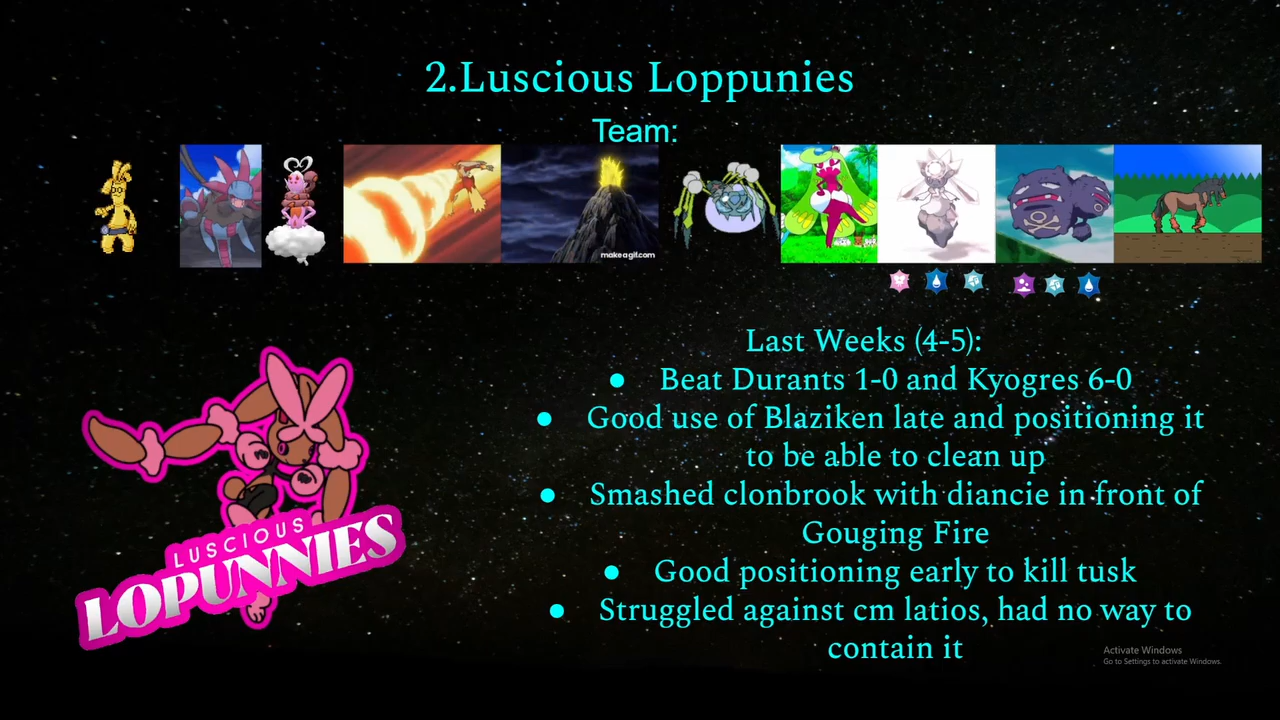 2.Luscious Loppunies
Team:
makeagif.com
Last Weeks (4-5):
● Beat Durants 1-0 and Kyogres 6-0
● Good use of Blaziken late and positioning it
to be able to clean up
● Smashed clonbrook with diancie in front of
Gouging Fire
● Good positioning early to kill tusk
● Struggled against cm latios, had no way to
contain it
LUSCIOUS
LOPUNNIES
Activate Windows
Go to Settings to activate Windows.